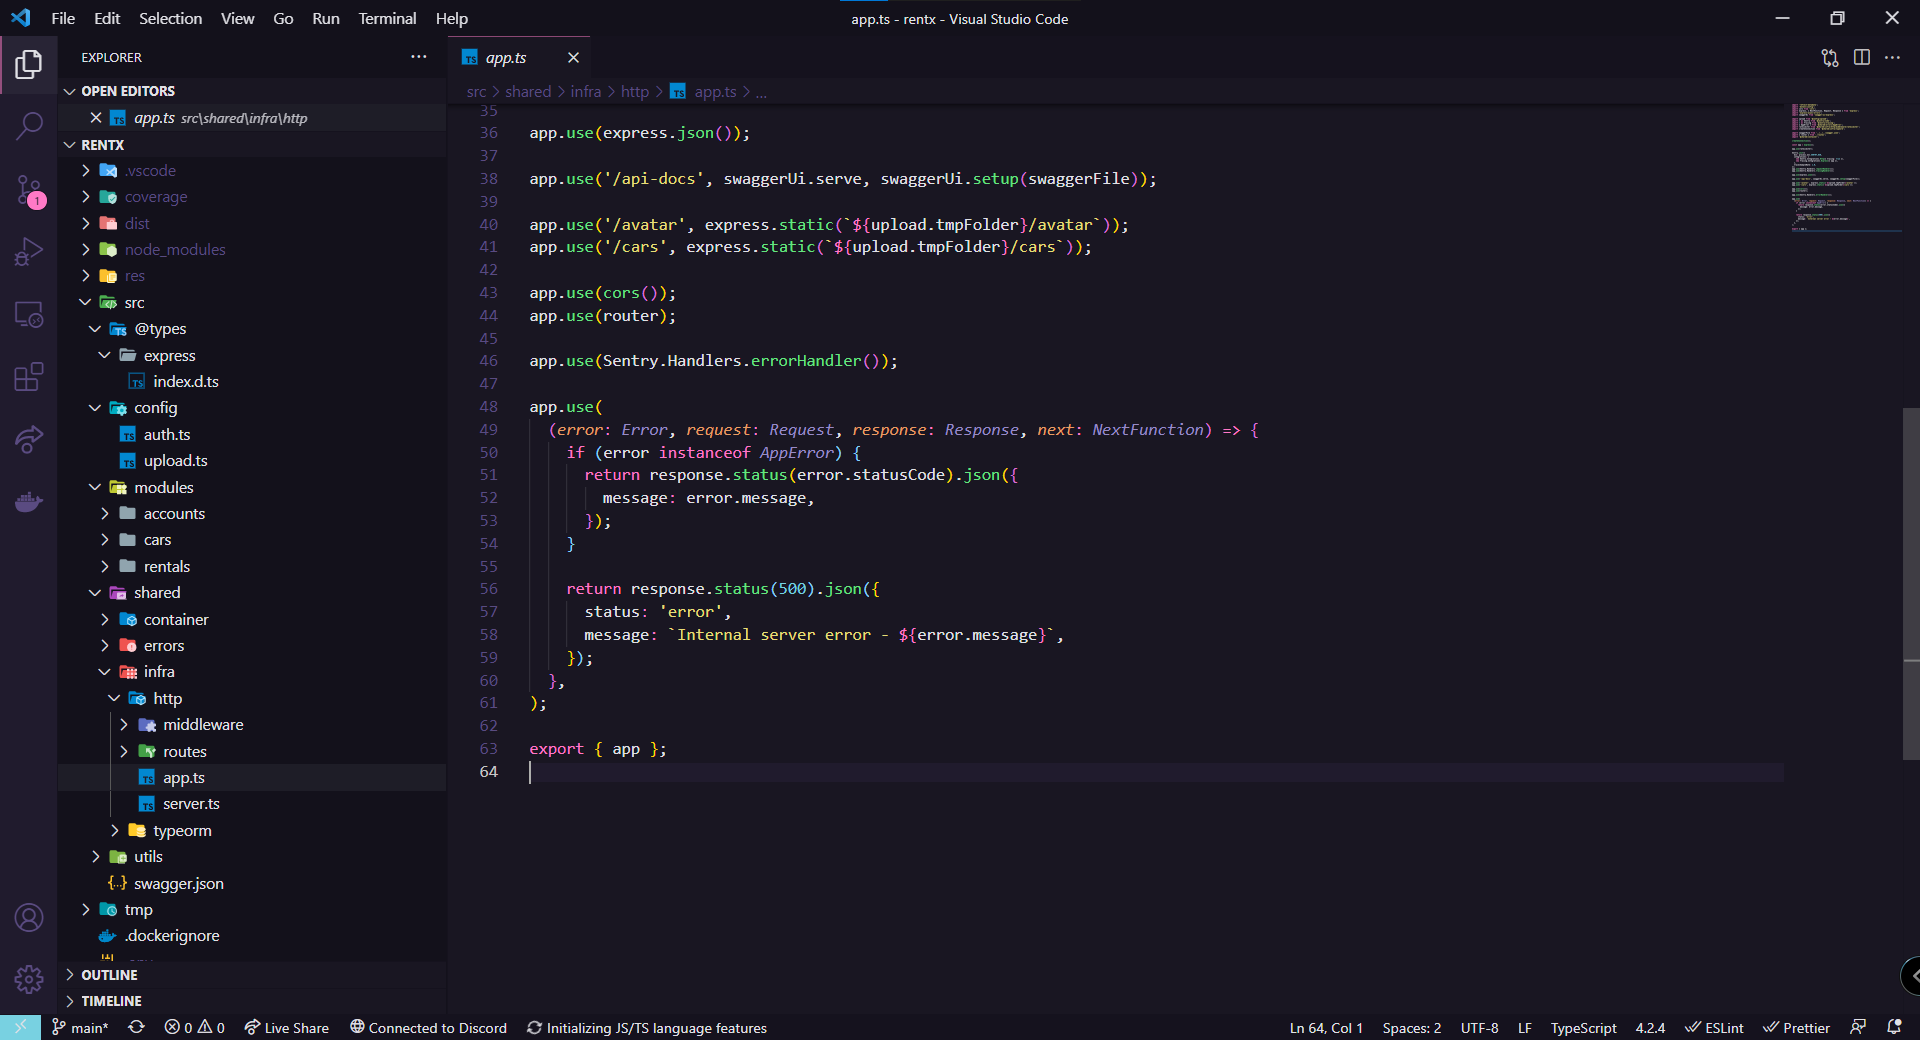 File Edit Selection View Go Run Terminal Help
app.ts - rentx - Visual Studio Code
EXPLORER
OPEN EDITORS
app.ts src\shared\infra\http
RENTX
.vscode
coverage
dist
node_modules
res
src
@types
express
index.d.ts
config
auth.ts
upload.ts
modules
accounts
cars
rentals
shared
container
errors
infra
http
middleware
routes
app.ts
server.ts
typeorm
utils
swagger.json
tmp
.dockerignore
OUTLINE
TIMELINE
1
TS app.ts
src > shared > infra > http > TS app.ts > ...
35
36 app.use(express.json());
37
38 app.use('/api-docs', swaggerUi.serve, swaggerUi.setup(swaggerFile));
39
40 app.use('/avatar', express.static(`${upload.tmpFolder}/avatar`));
41 app.use('/cars', express.static(`${upload.tmpFolder}/cars`));
42
43 app.use(cors());
44 app.use(router);
45
46 app.use(Sentry.Handlers.errorHandler());
47
48 app.use(
49 (error: Error, request: Request, response: Response, next: NextFunction) => {
50 if (error instanceof AppError) {
51 return response.status(error.statusCode).json({
52 message: error.message,
53 });
54 }
55
56 return response.status(500).json({
57 status: 'error',
58 message: `Internal server error - ${error.message}`,
59 });
60 },
61 );
62
63 export { app };
64
main* 0 0 Live Share Connected to Discord Initializing JS/TS language features
Ln 64, Col 1 Spaces: 2 UTF-8 LF TypeScript 4.2.4 ESLint Prettier